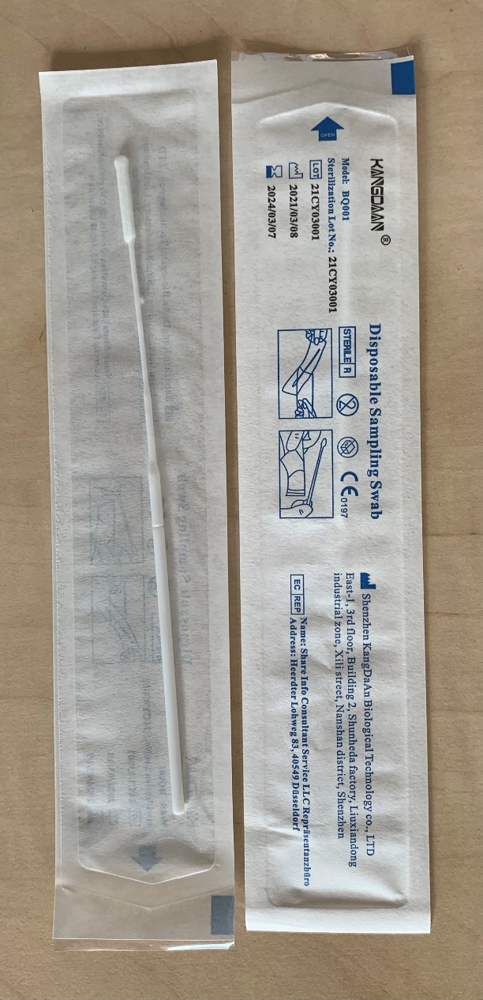 OPEN
KANGDAAN®
Model: BQ001
Sterilization Lot No.: 21CY03001
LOT 21CY03001
2021/03/08
2024/03/07
Disposable Sampling Swab
STERILE R
2
CE 0197
Shenzhen KangDaAn Biological Technology co., LTD
East-1, 3rd floor, Building 2, Shunheda factory, Liuxiandong
industrial zone, Xili street, Nanshan district, Shenzhen
EC REP
Name: Share Info Consultant Service LLC Repräsentanzbüro
Address: Heerdter Lohweg 83, 40549 Düsseldorf